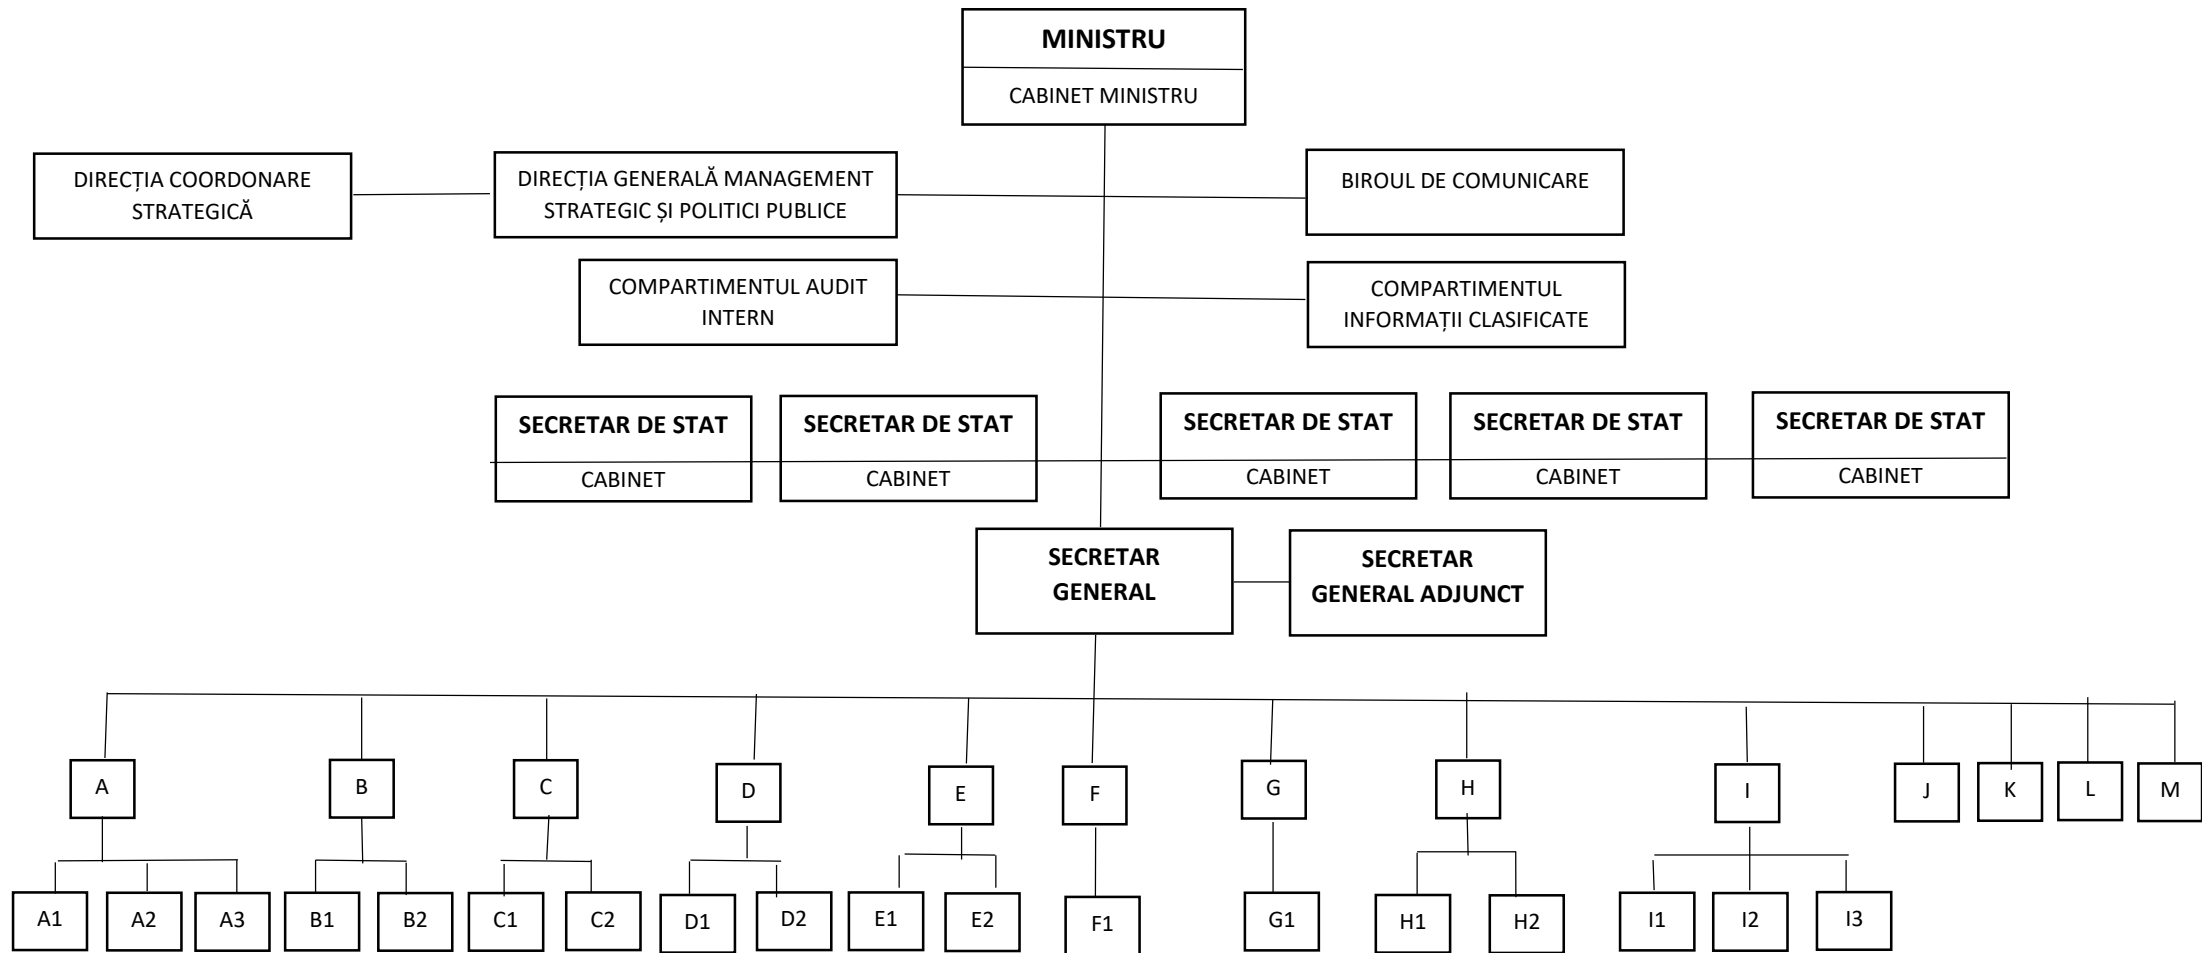 MINISTRU
CABINET MINISTRU
DIRECȚIA COORDONARE
STRATEGICĂ
DIRECȚIA GENERALĂ MANAGEMENT
STRATEGIC ȘI POLITICI PUBLICE
BIROUL DE COMUNICARE
COMPARTIMENTUL AUDIT
INTERN
COMPARTIMENTUL
INFORMAȚII CLASIFICATE
SECRETAR DE STAT
CABINET
SECRETAR DE STAT
CABINET
SECRETAR DE STAT
CABINET
SECRETAR DE STAT
CABINET
SECRETAR DE STAT
CABINET
SECRETAR
GENERAL
SECRETAR
GENERAL ADJUNCT
A
B
C
D
E
F
G
H
I
J
K
L
M
A1
A2
A3
B1
B2
C1
C2
D1
D2
E1
E2
F1
G1
H1
H2
I1
I2
I3